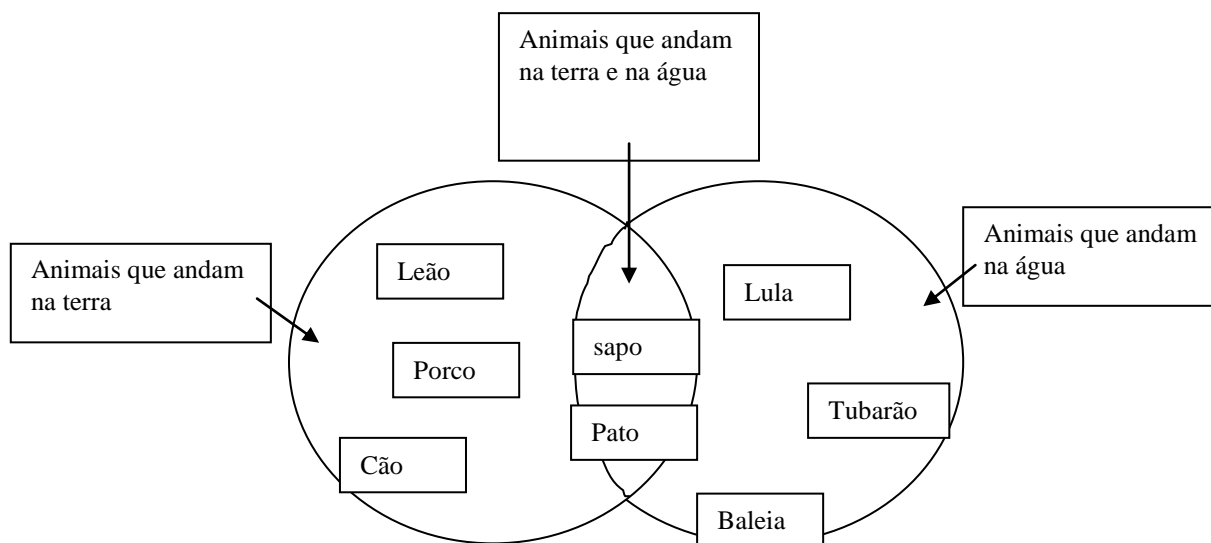 Animais que andam
na terra e na água
Animais que andam
na terra
Animais que andam
na água
Leão
Lula
sapo
Porco
Tubarão
Pato
Cão
Baleia